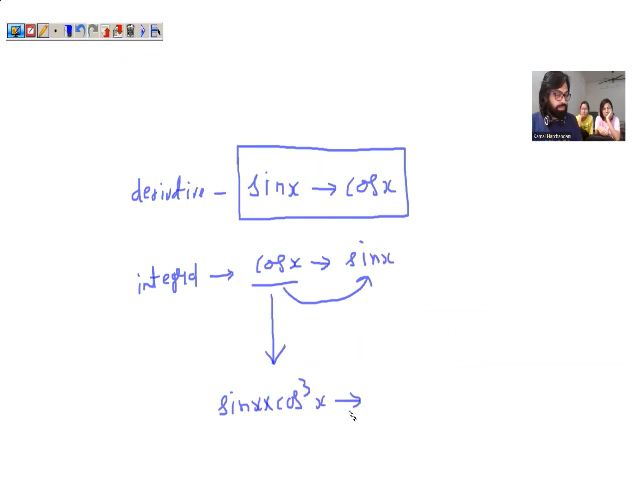 derivative - sinx → cosx
integral → cosx → sinx
sinx x cos³x →